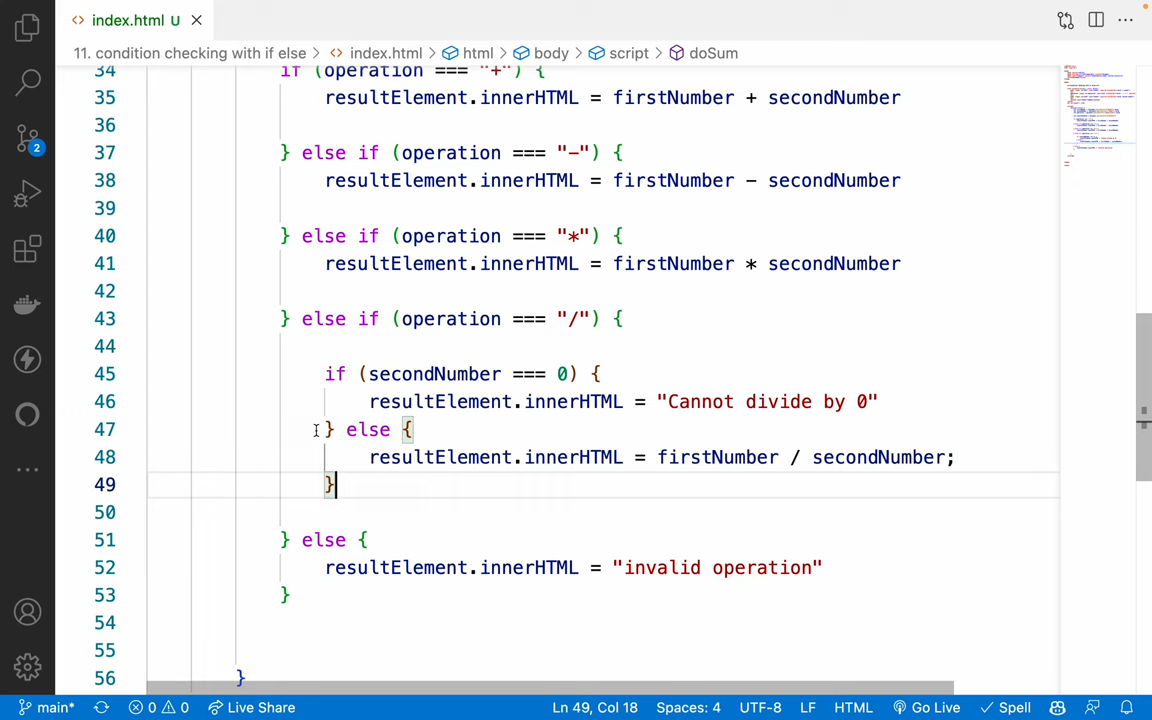 index.html U
11. condition checking with if else > index.html > html > body > script > doSum
34 if (operation === "+") {
35 resultElement.innerHTML = firstNumber + secondNumber
36
37 } else if (operation === "-") {
38 resultElement.innerHTML = firstNumber - secondNumber
39
40 } else if (operation === "*") {
41 resultElement.innerHTML = firstNumber * secondNumber
42
43 } else if (operation === "/") {
44
45 if (secondNumber === 0) {
46 resultElement.innerHTML = "Cannot divide by 0"
47 } else {
48 resultElement.innerHTML = firstNumber / secondNumber;
49 }
50
51 } else {
52 resultElement.innerHTML = "invalid operation"
53 }
54
55
56 }
2
main* 0 0 Live Share Ln 49, Col 18 Spaces: 4 UTF-8 LF HTML Go Live Spell